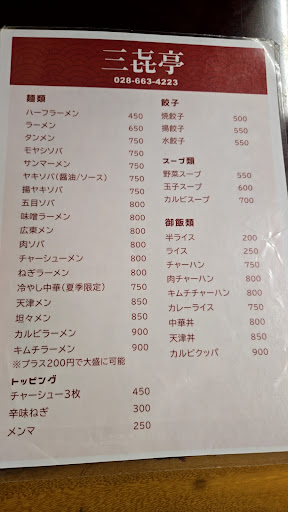 三㐂亭
028-663-4223
麺類
ハーフラーメン 450
ラーメン 650
タンメン 750
モヤシソバ 750
サンマーメン 750
ヤキソバ(醤油/ソース) 750
揚ヤキソバ 750
五目ソバ 800
味噌ラーメン 800
広東メン 800
肉ソバ 800
チャーシューメン 800
ねぎラーメン 800
冷やし中華(夏季限定) 750
天津メン 850
坦々メン 850
カルビラーメン 900
キムチラーメン 900
※プラス200円で大盛に可能
トッピング
チャーシュー3枚 450
辛味ねぎ 300
メンマ 250
餃子
焼餃子 500
揚餃子 550
水餃子 550
スープ類
野菜スープ 550
玉子スープ 600
カルビスープ 700
御飯類
半ライス 200
ライス 250
チャーハン 750
肉チャーハン 800
キムチチャーハン 800
カレーライス 750
中華丼 800
天津丼 800
カルビクッパ 900